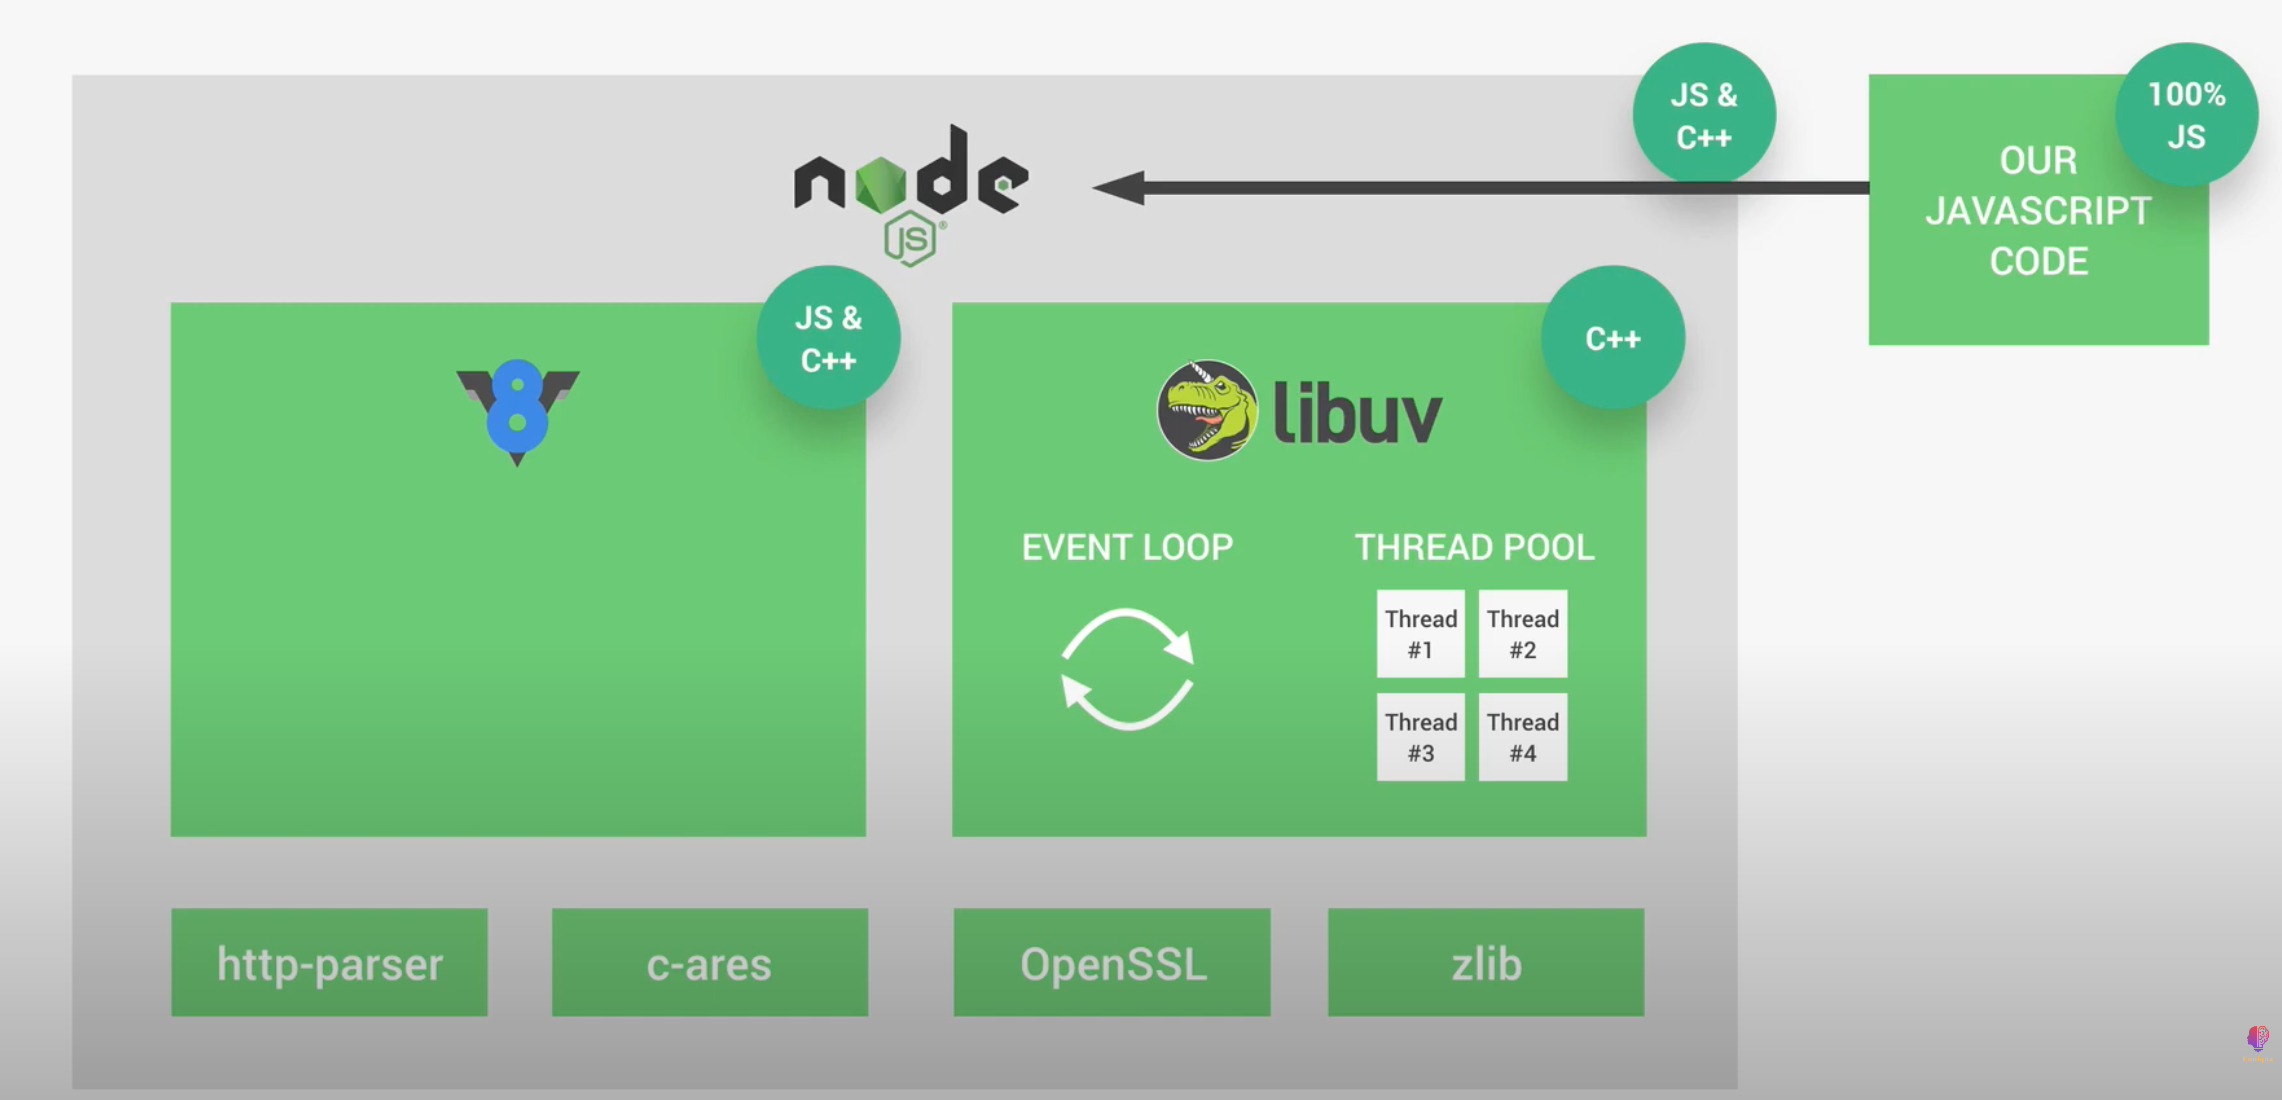 JS &
C++
100%
JS
OUR
JAVASCRIPT
CODE
node
JS®
JS &
C++
C++
V8
libuv
EVENT LOOP
THREAD POOL
Thread
#1
Thread
#2
Thread
#3
Thread
#4
http-parser
c-ares
OpenSSL
zlib